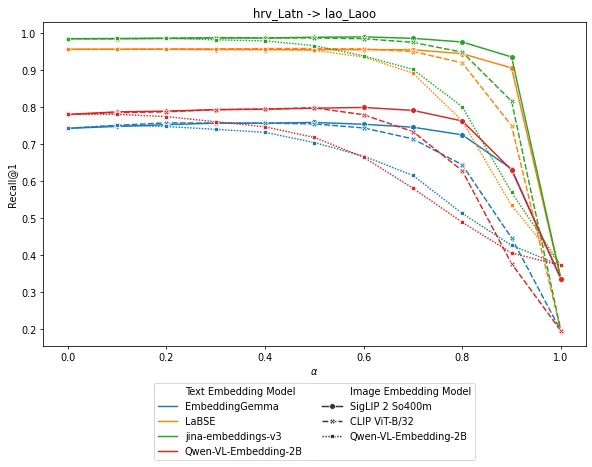 hrv_Latn -> lao_Laoo
1.0
0.9
0.8
0.7
0.6
0.5
0.4
0.3
0.2
Recall@1
0.0 0.2 0.4 0.6 0.8 1.0
α
Text Embedding Model Image Embedding Model
EmbeddingGemma SigLIP 2 So400m
LaBSE CLIP ViT-B/32
jina-embeddings-v3 Qwen-VL-Embedding-2B
Qwen-VL-Embedding-2B